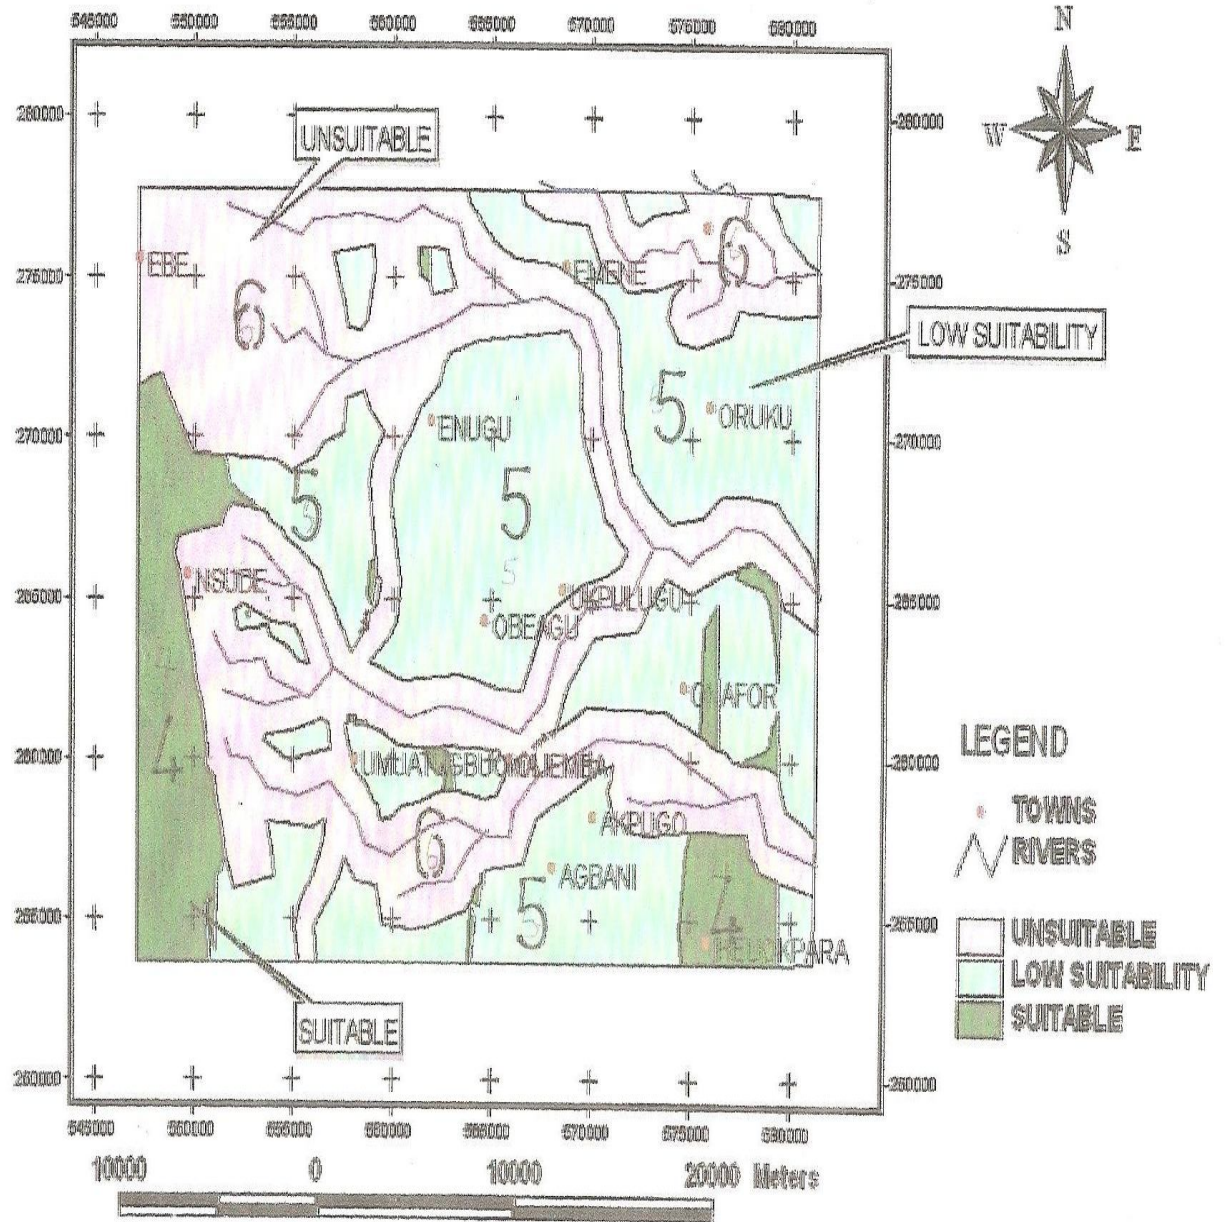 545000 550000 555000 560000 565000 570000 575000 580000
N
W E
S
280000 280000
UNSUITABLE
EBE
275000 275000
EMENE
6
6
LOW SUITABILITY
5
ORUKU
ENUGU
270000 270000
5
5
5
NSUDE
265000 265000
UKPULUGU
OBEAGU
4
260000 260000
LEGEND
TOWNS
RIVERS
AKPUGO
6
AGBANI
4
5
255000 255000
UNSUITABLE
LOW SUITABILITY
SUITABLE
SUITABLE
250000 250000
545000 550000 555000 560000 565000 570000 575000 580000
10000 0 10000 20000 Meters